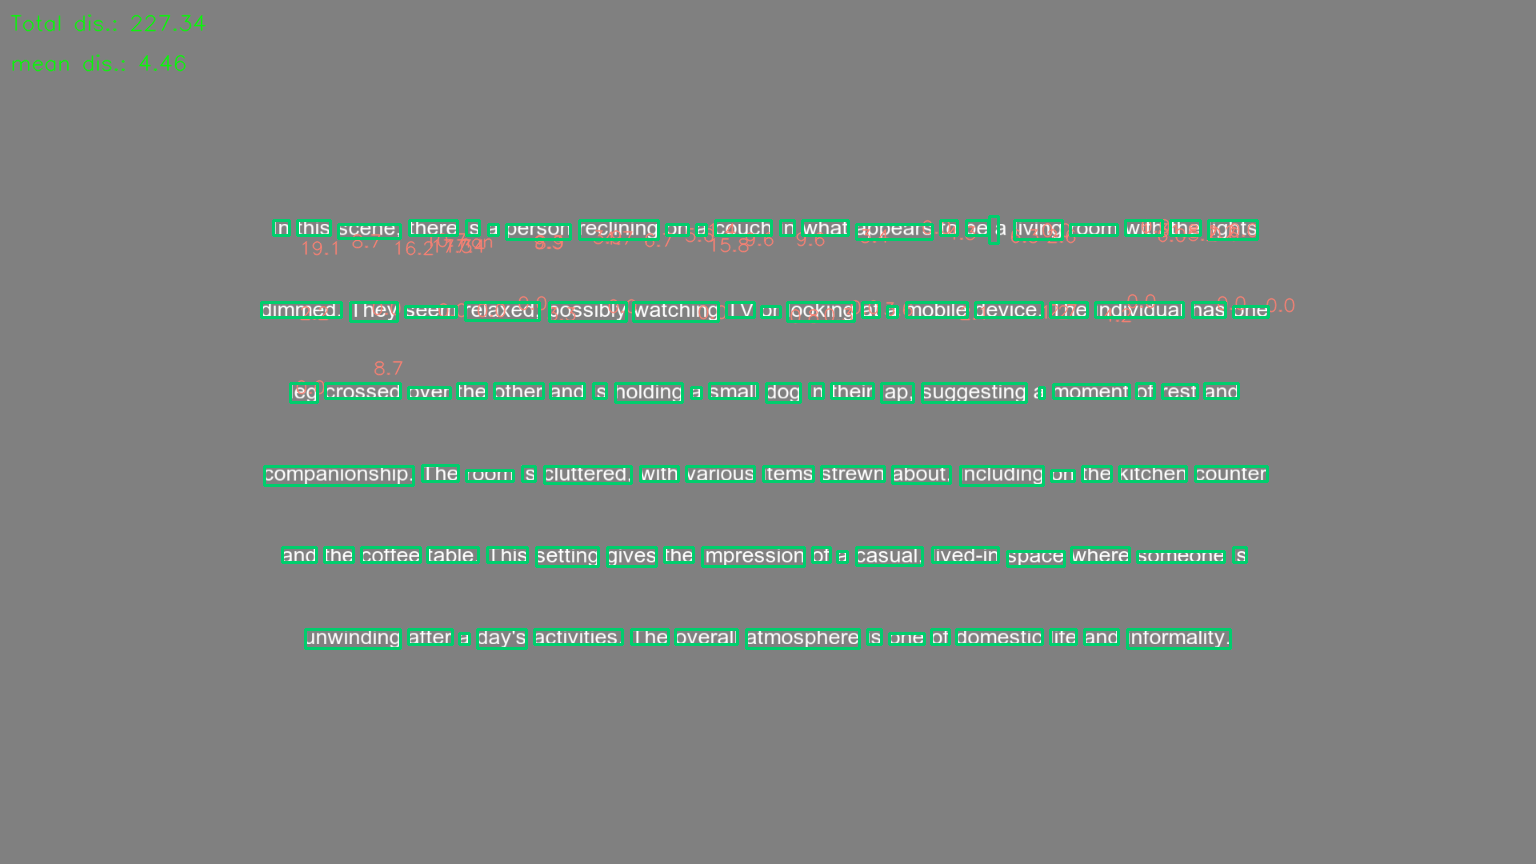 Total dis.: 227.34
mean dis.: 4.46
In this scene, there is a person reclining on a couch in what appears to be a living room with the lights
dimmed. They seem relaxed, possibly watching TV or looking at a mobile device. The individual has one
leg crossed over the other and is holding a small dog in their lap, suggesting a moment of rest and
companionship. The room is cluttered, with various items strewn about, including on the kitchen counter
and the coffee table. This setting gives the impression of a casual, lived-in space where someone is
unwinding after a day's activities. The overall atmosphere is one of domestic life and informality.
19.1 8.7 16.2 15.8 9.6 9.6
0.0 0.0 0.0
8.7